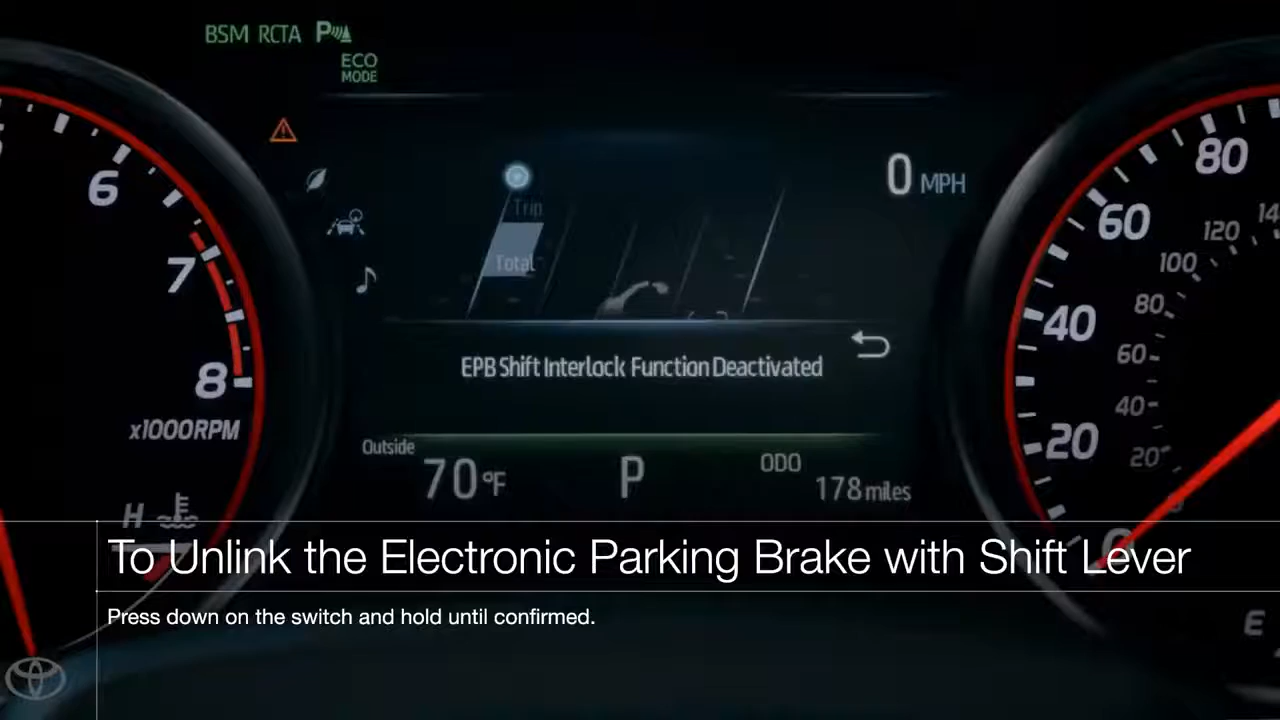 BSM RCTA P
ECO
MODE
6
7
8
x1000RPM
H
Trip
Total
0 MPH
EPB Shift Interlock Function Deactivated
Outside
70°F
P
ODO
178 miles
80
60
40
20
0
120
100
80
60
40
20
E
To Unlink the Electronic Parking Brake with Shift Lever
Press down on the switch and hold until confirmed.